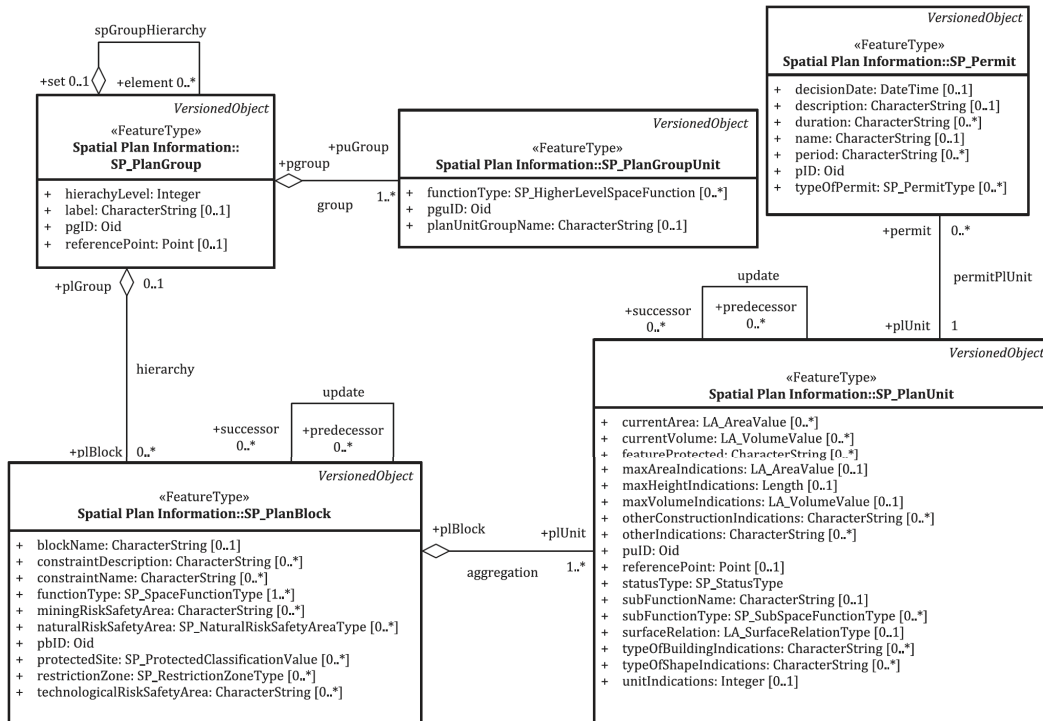 spGroupHierarchy
+set 0..1
+element 0..*
VersionedObject
«FeatureType»
Spatial Plan Information::
SP_PlanGroup
+ hierachyLevel: Integer
+ label: CharacterString [0..1]
+ pgID: Oid
+ referencePoint: Point [0..1]
+puGroup
+pgroup
group
1..*
VersionedObject
«FeatureType»
Spatial Plan Information::SP_PlanGroupUnit
+ functionType: SP_HigherLevelSpaceFunction [0..*]
+ pguID: Oid
+ planUnitGroupName: CharacterString [0..1]
VersionedObject
«FeatureType»
Spatial Plan Information::SP_Permit
+ decisionDate: DateTime [0..1]
+ description: CharacterString [0..1]
+ duration: CharacterString [0..*]
+ name: CharacterString [0..1]
+ period: CharacterString [0..*]
+ pID: Oid
+ typeOfPermit: SP_PermitType [0..*]
+permit 0..*
permitPlUnit
+plUnit 1
+plGroup 0..1
hierarchy
+plBlock 0..*
update
+successor
0..*
+predecessor
0..*
VersionedObject
«FeatureType»
Spatial Plan Information::SP_PlanBlock
+ blockName: CharacterString [0..1]
+ constraintDescription: CharacterString [0..*]
+ constraintName: CharacterString [0..*]
+ functionType: SP_SpaceFunctionType [1..*]
+ miningRiskSafetyArea: CharacterString [0..*]
+ naturalRiskSafetyArea: SP_NaturalRiskSafetyAreaType [0..*]
+ pbID: Oid
+ protectedSite: SP_ProtectedClassificationValue [0..*]
+ restrictionZone: SP_RestrictionZoneType [0..*]
+ technologicalRiskSafetyArea: CharacterString [0..*]
+plBlock
+plUnit
aggregation
1..*
update
+successor
0..*
+predecessor
0..*
VersionedObject
«FeatureType»
Spatial Plan Information::SP_PlanUnit
+ currentArea: LA_AreaValue [0..*]
+ currentVolume: LA_VolumeValue [0..*]
+ featureProtected: CharacterString [0..*]
+ maxAreaIndications: LA_AreaValue [0..1]
+ maxHeightIndications: Length [0..1]
+ maxVolumeIndications: LA_VolumeValue [0..1]
+ otherConstructionIndications: CharacterString [0..*]
+ otherIndications: CharacterString [0..*]
+ puID: Oid
+ referencePoint: Point [0..1]
+ statusType: SP_StatusType
+ subFunctionName: CharacterString [0..1]
+ subFunctionType: SP_SubSpaceFunctionType [0..*]
+ surfaceRelation: LA_SurfaceRelationType [0..1]
+ typeOfBuildingIndications: CharacterString [0..*]
+ typeOfShapeIndications: CharacterString [0..*]
+ unitIndications: Integer [0..1]